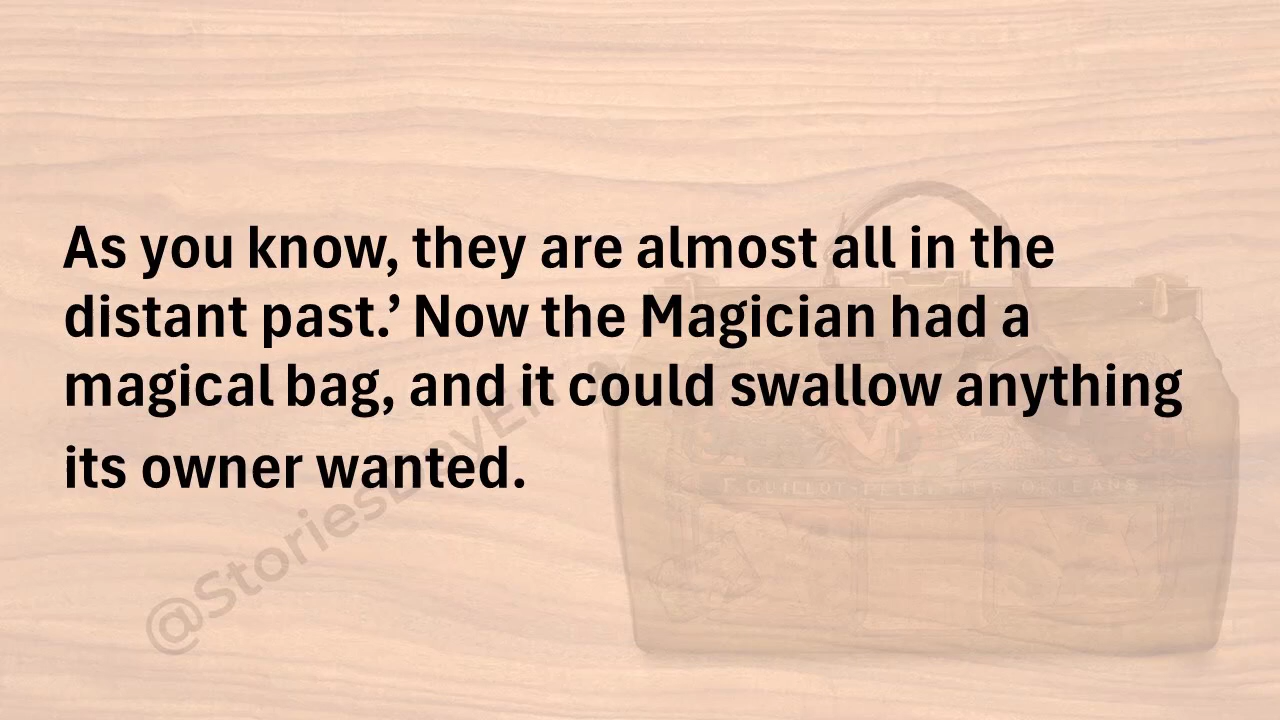 As you know, they are almost all in the
distant past.’ Now the Magician had a
magical bag, and it could swallow anything
its owner wanted.